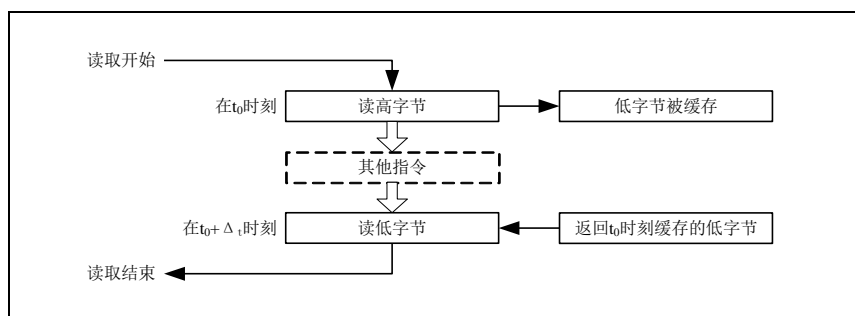 读取开始
在t₀时刻 读高字节 低字节被缓存
其他指令
在t₀+Δₜ时刻 读低字节 返回t₀时刻缓存的低字节
读取结束